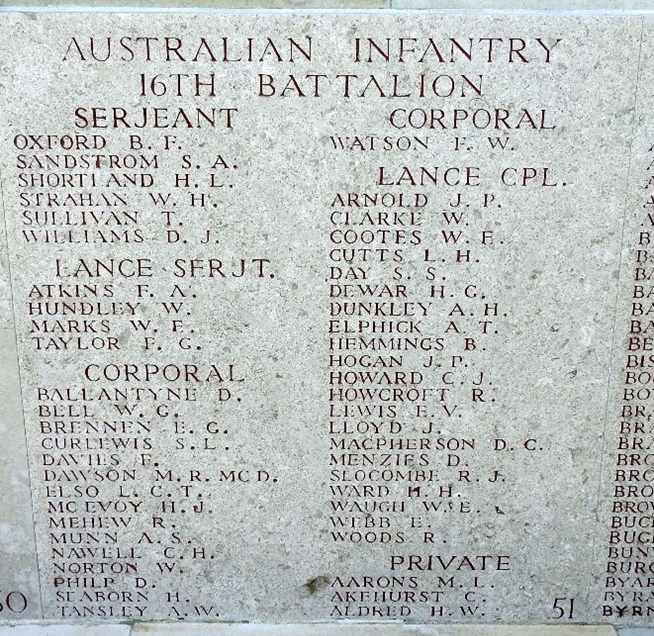 AUSTRALIAN INFANTRY
16TH BATTALION
SERJEANT
OXFORD B. F.
SANDSTROM S. A.
SHORTLAND H. L.
STRAHAN W. H.
SULLIVAN T.
WILLIAMS D. J.
LANCE SERJT.
ATKINS F. A.
HUNDLEY W.
MARKS W. E.
TAYLOR F. G.
CORPORAL
BALLANTYNE D.
BELL W. G.
BRENNEN E. G.
CURLEWIS S. L.
DAVIES F.
DAWSON M. R. MCD.
ELSO L. C. T.
MCEVOY H. J.
MEHEW R.
MUNN A. S.
NAWELL C. H.
NORTON W.
PHILP D.
SEABORN H.
TANSLEY A. W.
CORPORAL
WATSON F. W.
LANCE CPL.
ARNOLD J. P.
CLARKE W.
COOTES W. E.
CUTTS L. H.
DAY S. S.
DEWAR H. G.
DUNKLEY A. H.
ELPHICK A. T.
HEMMINGS B.
HOGAN J. P.
HOWARD C. J.
HOWCROFT R.
LEWIS E. V.
LLOYD J.
MACPHERSON D. C.
MENZIES D.
SLOCOMBE R. J.
WARD H. H.
WAUGH W. E.
WEBB E.
WOODS R.
PRIVATE
AARONS M. L.
AKEHURST C.
ALDRED H. W.
51